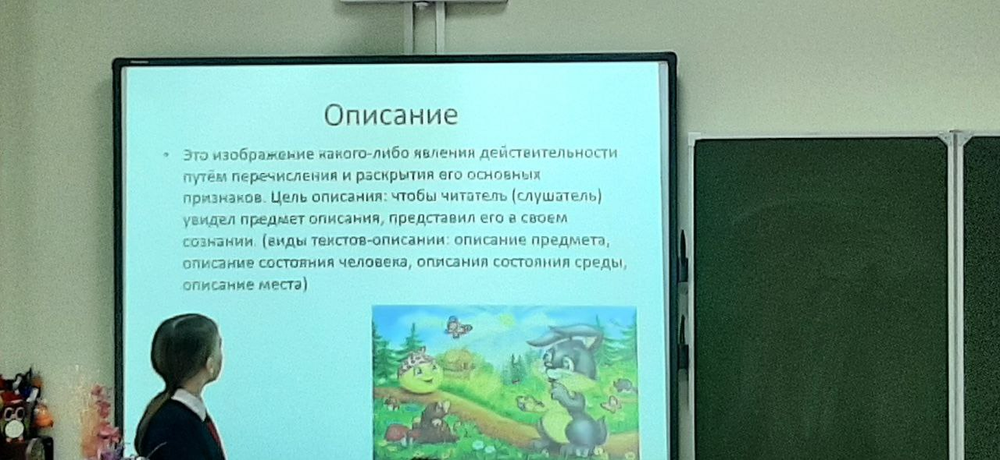 Описание
• Это изображение какого-либо явления действительности
путём перечисления и раскрытия его основных
признаков. Цель описания: чтобы читатель (слушатель)
увидел предмет описания, представил его в своем
сознании. (виды текстов-описании: описание предмета,
описание состояния человека, описания состояния среды,
описание места)